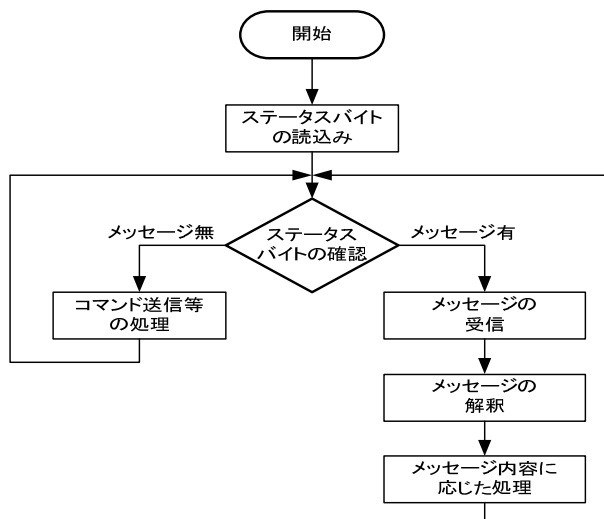 開始
ステータスバイト
の読込み
ステータス
バイトの確認
メッセージ無
メッセージ有
コマンド送信等
の処理
メッセージの
受信
メッセージの
解釈
メッセージ内容に
応じた処理